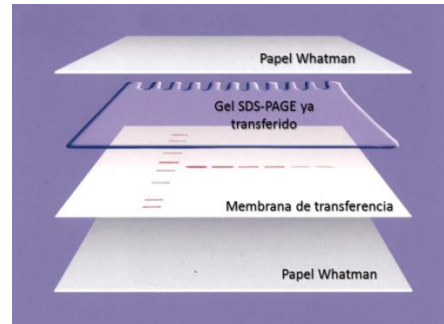 Papel Whatman
Gel SDS-PAGE ya
transferido
Membrana de transferencia
Papel Whatman